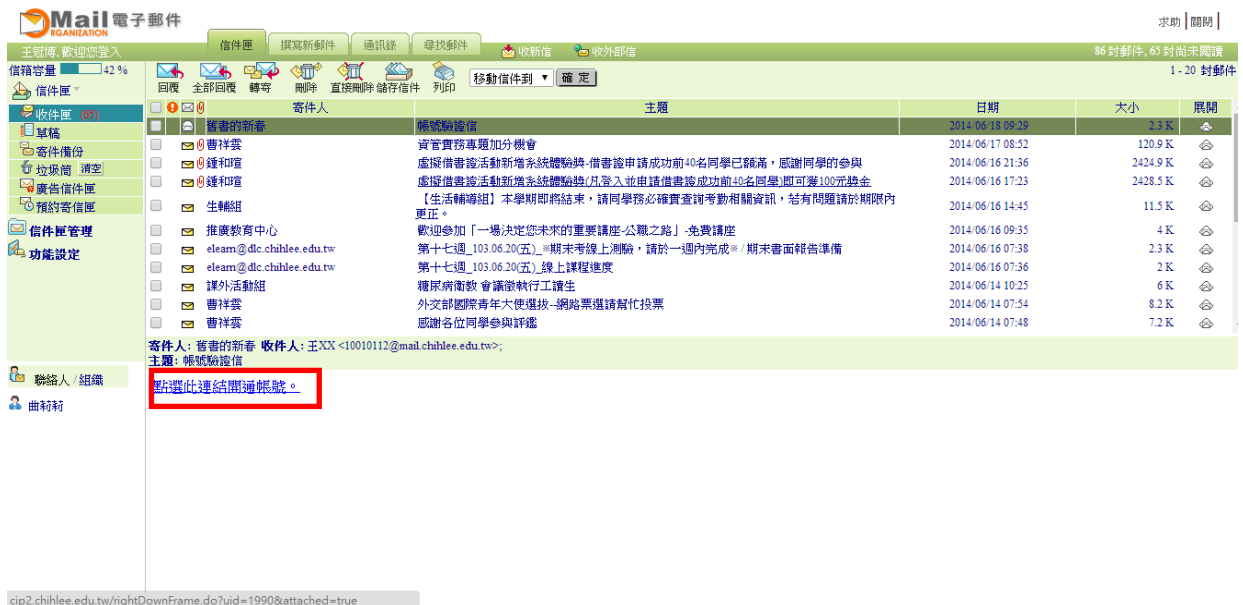 OMail 電子郵件
RGANIZATION
求助 | 關閉 |
信件匣 撰寫新郵件 通訊錄 尋找郵件
王冠博,歡迎您登入
收新信 收外部信
86 封郵件, 65 封尚未閱讀
信箱容量 42 %
信件匣
收件匣 (65)
草稿
寄件備份
垃圾筒 清空
廣告信件匣
預約寄信匣
信件匣管理
功能設定
聯絡人 / 組織
曲莉莉
回覆 全部回覆 轉寄 刪除 直接刪除 儲存信件 列印 移動信件到 ▼ 確 定
1 - 20 封郵件
寄件人 主題 日期 大小 展開
舊書的新春 帳號驗證信 2014/06/18 09:29 2.3 K
曹祥雲 資管實務專題加分機會 2014/06/17 08:52 120.9 K
鍾和瑄 虛擬借書證活動新增系統體驗獎-借書證申請成功前40名同學已額滿，感謝同學的參與 2014/06/16 21:36 2424.9 K
鍾和瑄 虛擬借書證活動新增系統體驗獎(凡登入並申請借書證成功前40名同學)即可獲100元獎金 2014/06/16 17:23 2428.5 K
生輔組 【生活輔導組】本學期即將結束，請同學務必確實查詢考勤相關資訊，若有問題請於期限內
更正。 2014/06/16 14:45 11.5 K
推廣教育中心 歡迎參加「一場決定您未來的重要講座-公職之路」-免費講座 2014/06/16 09:35 4 K
elearn@dlc.chihlee.edu.tw 第十七週_103.06.20(五)_※期末考線上測驗，請於一週內完成※/期末書面報告準備 2014/06/16 07:38 2.3 K
elearn@dlc.chihlee.edu.tw 第十七週_103.06.20(五)_線上課程進度 2014/06/16 07:36 2 K
課外活動組 糖尿病衛教 會議徵執行工讀生 2014/06/14 10:25 6 K
曹祥雲 外交部國際青年大使選拔--網路票選請幫忙投票 2014/06/14 07:54 8.2 K
曹祥雲 感謝各位同學參與評鑑 2014/06/14 07:48 7.2 K
寄件人: 舊書的新春 收件人: 王XX <10010112@mail.chihlee.edu.tw>;
主題: 帳號驗證信
點選此連結開通帳號。
cip2.chihlee.edu.tw/rightDownFrame.do?uid=1990&attached=true